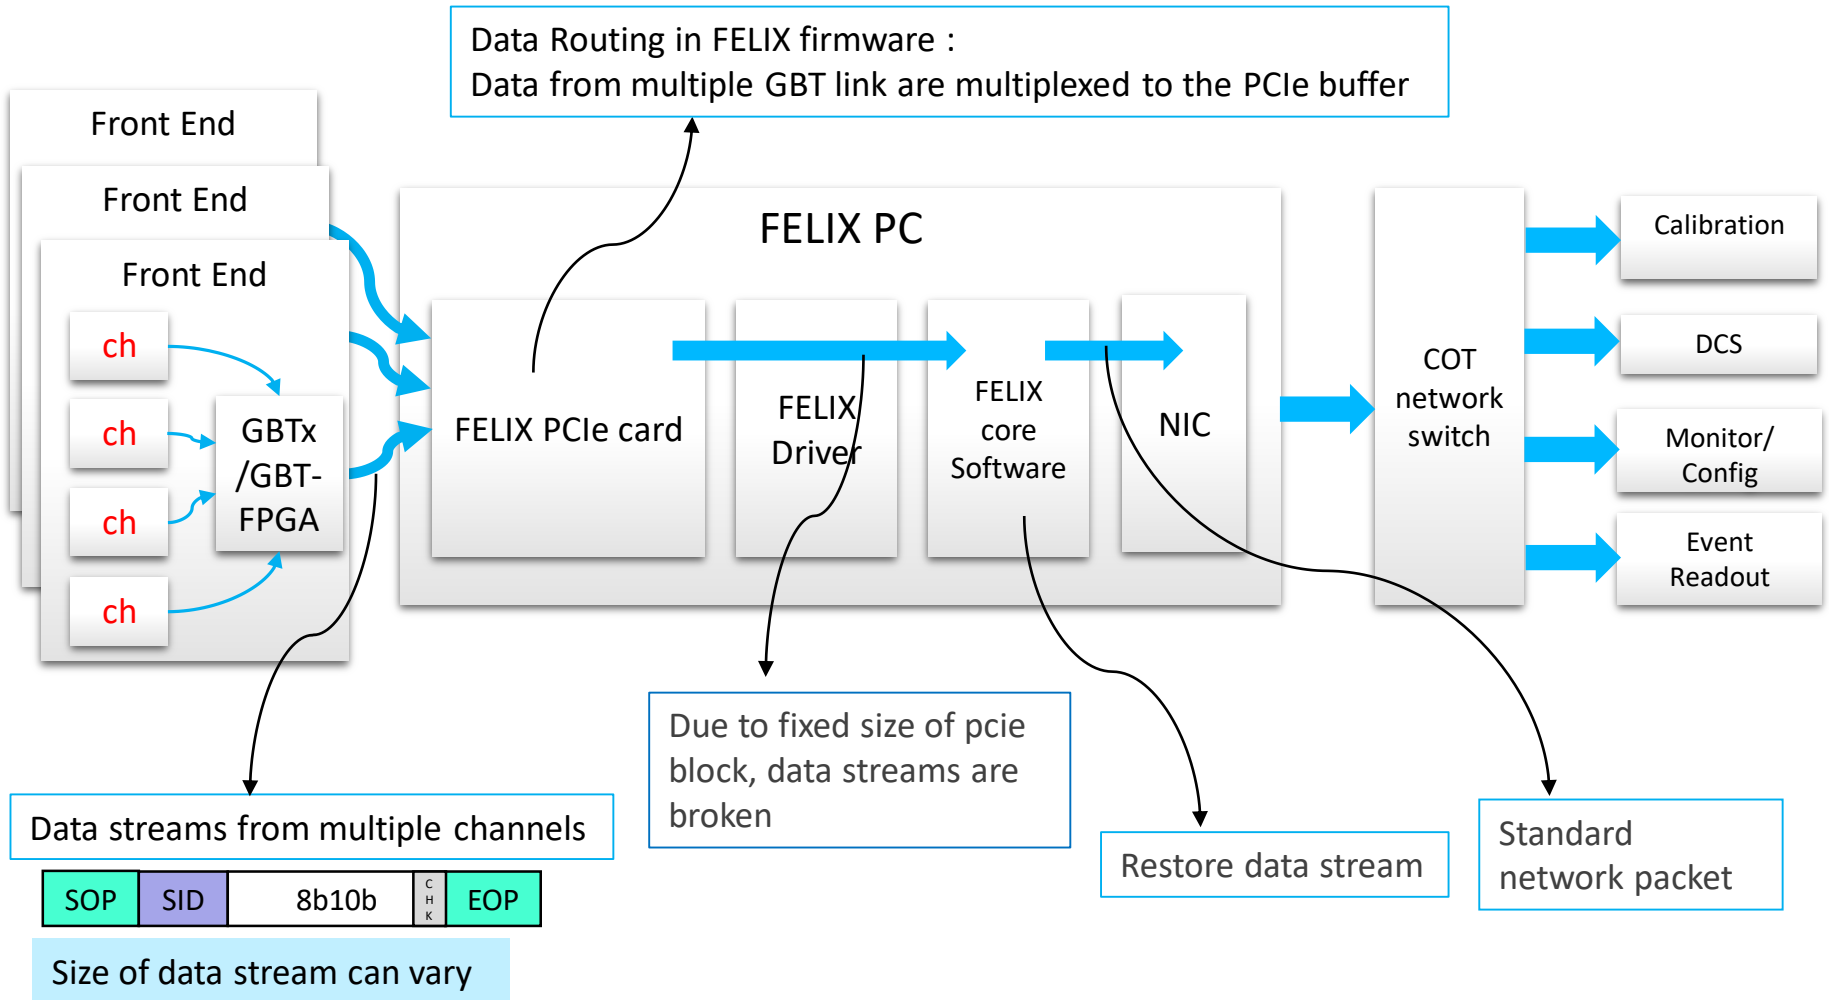 Data Routing in FELIX firmware :
Data from multiple GBT link are multiplexed to the PCIe buffer
Front End
Front End
Front End
ch
ch
ch
ch
GBTx
/GBT-
FPGA
FELIX PC
FELIX PCIe card
FELIX
Driver
FELIX
core
Software
NIC
COT
network
switch
Calibration
DCS
Monitor/
Config
Event
Readout
Data streams from multiple channels
SOP SID 8b10b CHK EOP
Size of data stream can vary
Due to fixed size of pcie
block, data streams are
broken
Restore data stream
Standard
network packet